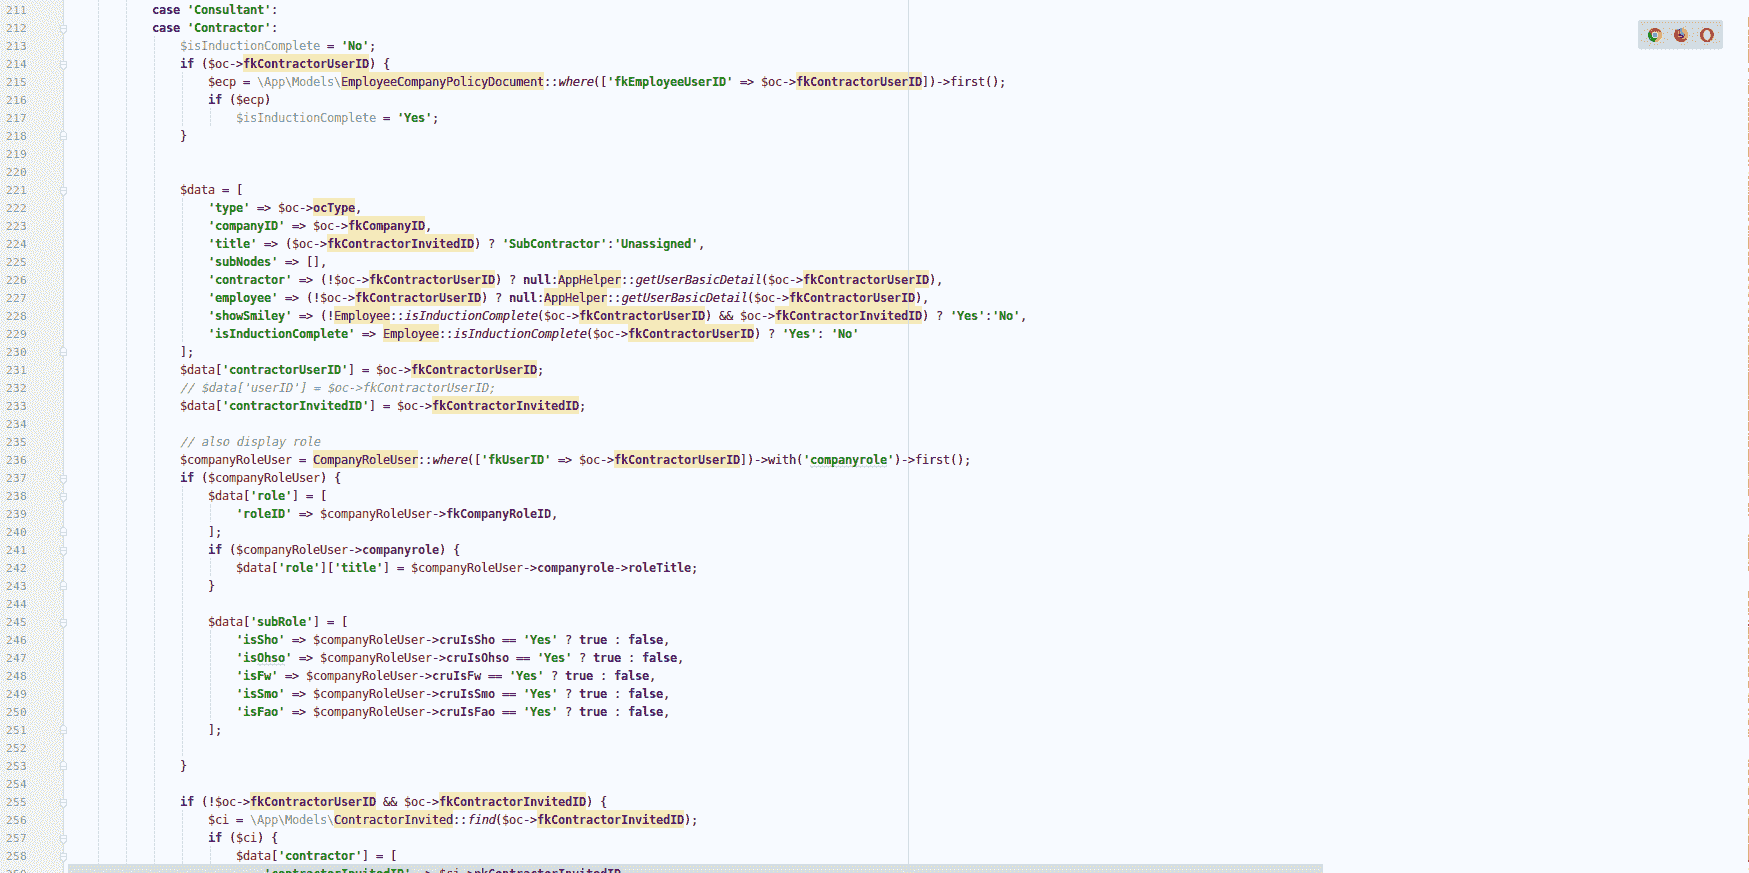 211 case 'Consultant':
212 case 'Contractor':
213 $isInductionComplete = 'No';
214 if ($oc->fkContractorUserID) {
215 $ecp = \App\Models\EmployeeCompanyPolicyDocument::where(['fkEmployeeUserID' => $oc->fkContractorUserID])->first();
216 if ($ecp)
217 $isInductionComplete = 'Yes';
218 }
219
220
221 $data = [
222 'type' => $oc->ocType,
223 'companyID' => $oc->fkCompanyID,
224 'title' => ($oc->fkContractorInvitedID) ? 'SubContractor':'Unassigned',
225 'subNodes' => [],
226 'contractor' => (!$oc->fkContractorUserID) ? null:AppHelper::getUserBasicDetail($oc->fkContractorUserID),
227 'employee' => (!$oc->fkContractorUserID) ? null:AppHelper::getUserBasicDetail($oc->fkContractorUserID),
228 'showSmiley' => (!Employee::isInductionComplete($oc->fkContractorUserID) && $oc->fkContractorInvitedID) ? 'Yes':'No',
229 'isInductionComplete' => Employee::isInductionComplete($oc->fkContractorUserID) ? 'Yes': 'No'
230 ];
231 $data['contractorUserID'] = $oc->fkContractorUserID;
232 // $data['userID'] = $oc->fkContractorUserID;
233 $data['contractorInvitedID'] = $oc->fkContractorInvitedID;
234
235 // also display role
236 $companyRoleUser = CompanyRoleUser::where(['fkUserID' => $oc->fkContractorUserID])->with('companyrole')->first();
237 if ($companyRoleUser) {
238 $data['role'] = [
239 'roleID' => $companyRoleUser->fkCompanyRoleID,
240 ];
241 if ($companyRoleUser->companyrole) {
242 $data['role']['title'] = $companyRoleUser->companyrole->roleTitle;
243 }
244
245 $data['subRole'] = [
246 'isSho' => $companyRoleUser->cruIsSho == 'Yes' ? true : false,
247 'isOhso' => $companyRoleUser->cruIsOhso == 'Yes' ? true : false,
248 'isFw' => $companyRoleUser->cruIsFw == 'Yes' ? true : false,
249 'isSmo' => $companyRoleUser->cruIsSmo == 'Yes' ? true : false,
250 'isFao' => $companyRoleUser->cruIsFao == 'Yes' ? true : false,
251 ];
252
253 }
254
255 if (!$oc->fkContractorUserID && $oc->fkContractorInvitedID) {
256 $ci = \App\Models\ContractorInvited::find($oc->fkContractorInvitedID);
257 if ($ci) {
258 $data['contractor'] = [